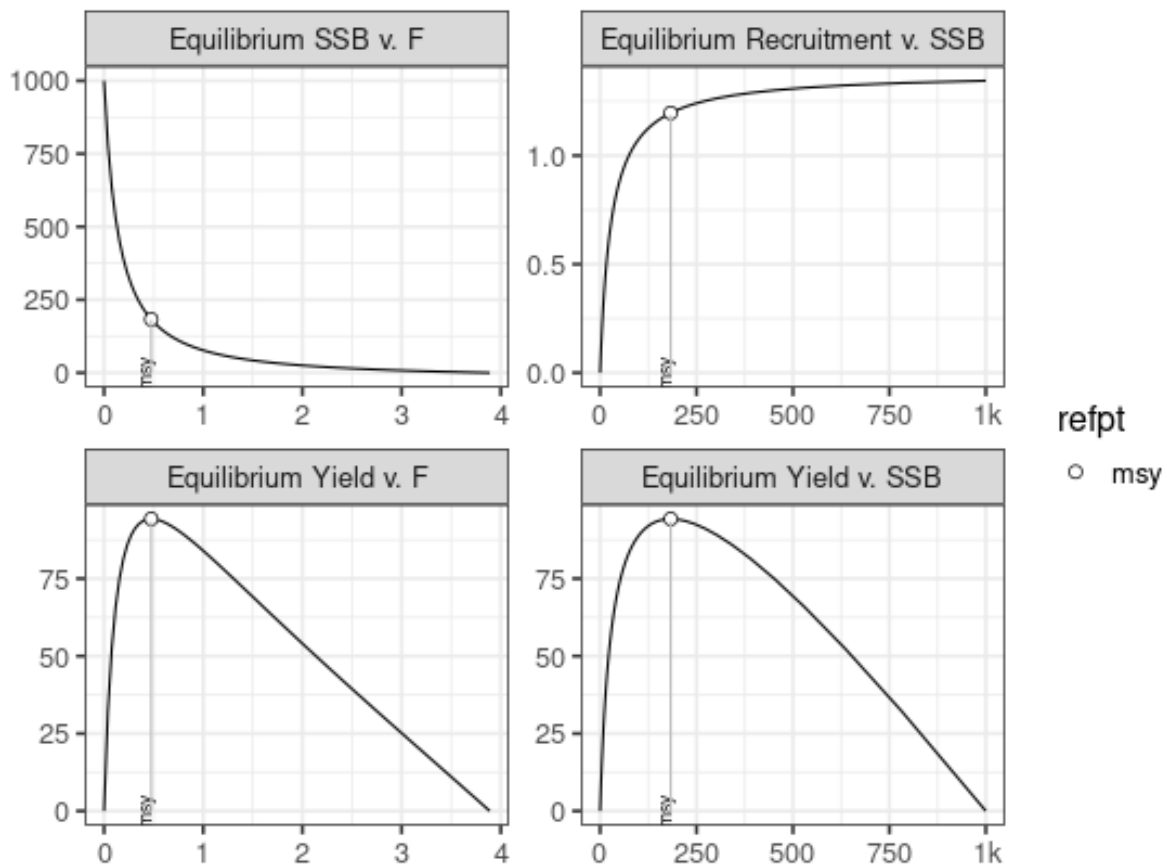 Equilibrium SSB v. F
1000
750
500
250
0
msy
0 1 2 3 4
Equilibrium Recruitment v. SSB
1.0
0.5
0.0
msy
0 250 500 750 1k
Equilibrium Yield v. F
75
50
25
0
msy
0 1 2 3 4
Equilibrium Yield v. SSB
75
50
25
0
msy
0 250 500 750 1k
refpt
msy